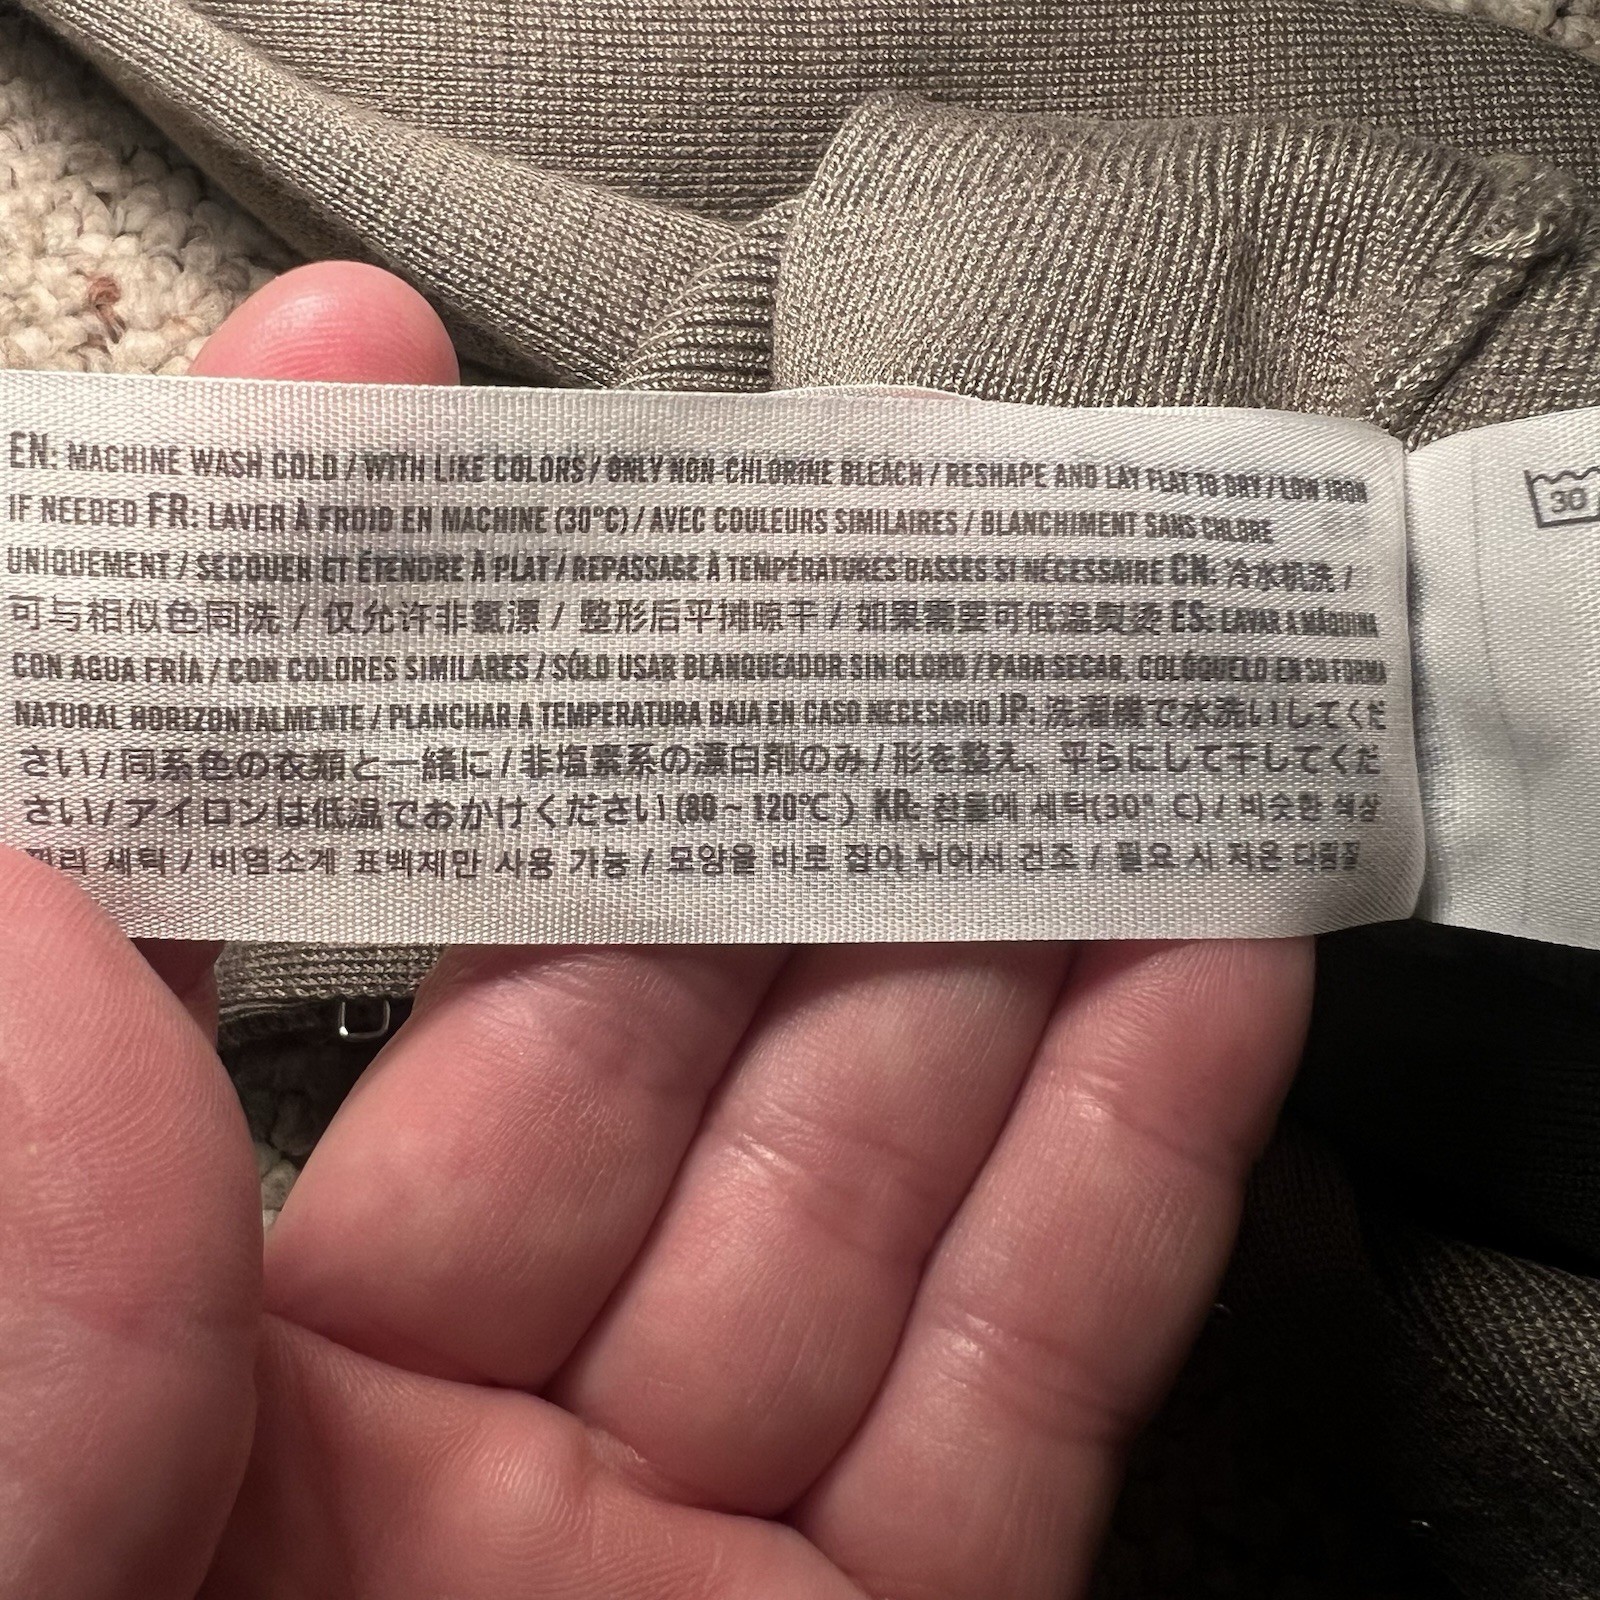 EN: MACHINE WASH COLD / WITH LIKE COLORS / ONLY NON-CHLORINE BLEACH / RESHAPE AND LAY FLAT TO DRY / LOW IRON
IF NEEDED FR: LAVER À FROID EN MACHINE (30°C) / AVEC COULEURS SIMILAIRES / BLANCHIMENT SANS CHLORE
UNIQUEMENT / SECOUER ET ÉTENDRE À PLAT / REPASSAGE À TEMPÉRATURES BASSES SI NÉCESSAIRE CN: 冷水机洗 /
可与相似色同洗 / 仅允许非氯漂 / 整形后平摊晾干 / 如果需要可低温熨烫 ES: LAVAR A MÁQUINA
CON AGUA FRÍA / CON COLORES SIMILARES / SÓLO USAR BLANQUEADOR SIN CLORO / PARA SECAR, COLÓQUELO EN SU FORMA
NATURAL HORIZONTALMENTE / PLANCHAR A TEMPERATURA BAJA EN CASO NECESARIO JP: 洗濯機で水洗いしてくだ
さい / 同系色の衣類と一緒に / 非塩素系の漂白剤のみ / 形を整え、平らにして干してくだ
さい / アイロンは低温でおかけください (80 ~ 120°C) KR: 찬물에 세탁(30° C) / 비슷한 색상
세탁 / 비염소계 표백제만 사용 가능 / 모양을 바로 잡아 뉘어서 건조 / 필요 시 저온 다림질
30